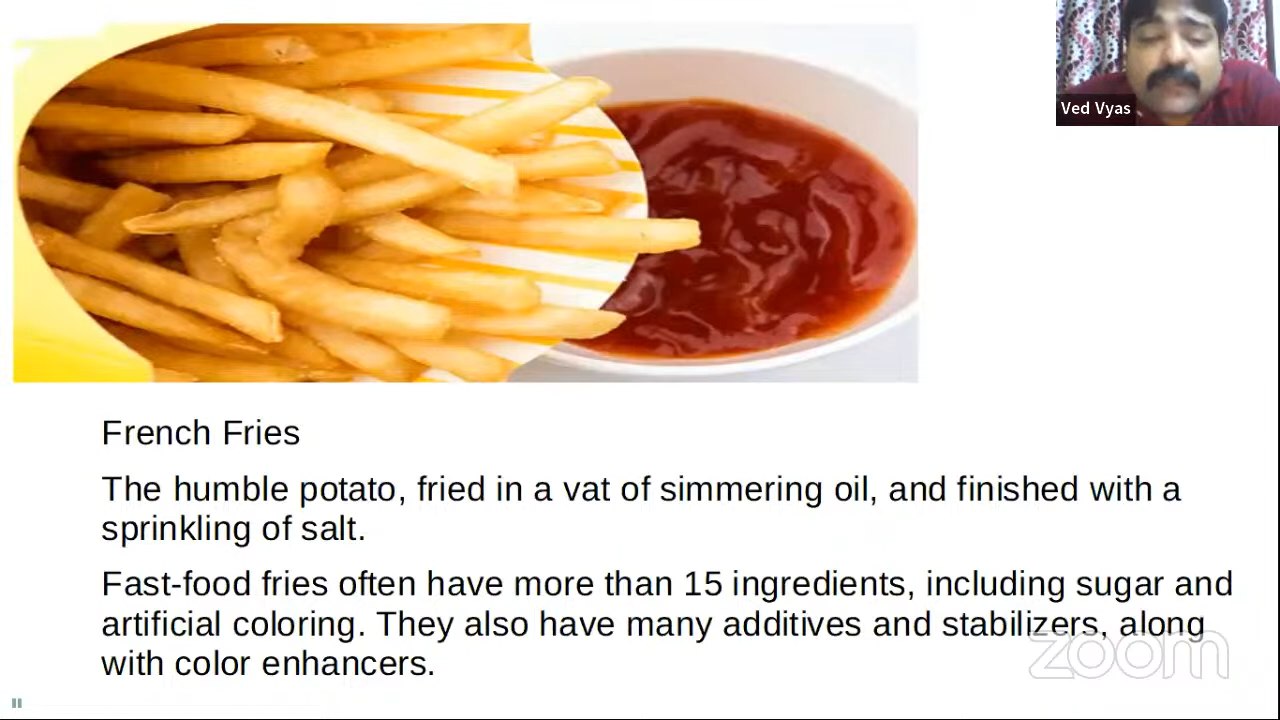 Ved Vyas
French Fries
The humble potato, fried in a vat of simmering oil, and finished with a
sprinkling of salt.
Fast-food fries often have more than 15 ingredients, including sugar and
artificial coloring. They also have many additives and stabilizers, along
with color enhancers.
zoom